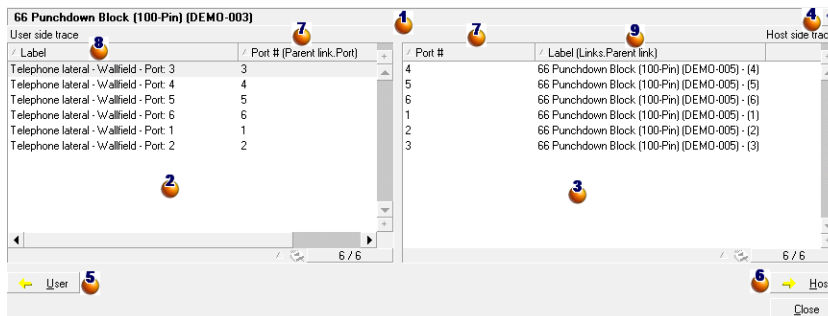 66 Punchdown Block (100-Pin) (DEMO-003)
1
4
User side trace
7
7
Host side trac
8
9
Label
Port # (Parent link.Port)
Port #
Label (Links.Parent link)
Telephone lateral - Wallfield - Port: 3 3
Telephone lateral - Wallfield - Port: 4 4
Telephone lateral - Wallfield - Port: 5 5
Telephone lateral - Wallfield - Port: 6 6
Telephone lateral - Wallfield - Port: 1 1
Telephone lateral - Wallfield - Port: 2 2
4 66 Punchdown Block (100-Pin) (DEMO-005) - (4)
5 66 Punchdown Block (100-Pin) (DEMO-005) - (5)
6 66 Punchdown Block (100-Pin) (DEMO-005) - (6)
1 66 Punchdown Block (100-Pin) (DEMO-005) - (1)
2 66 Punchdown Block (100-Pin) (DEMO-005) - (2)
3 66 Punchdown Block (100-Pin) (DEMO-005) - (3)
2
3
6 / 6
6 / 6
User
5
6
Hos
Close